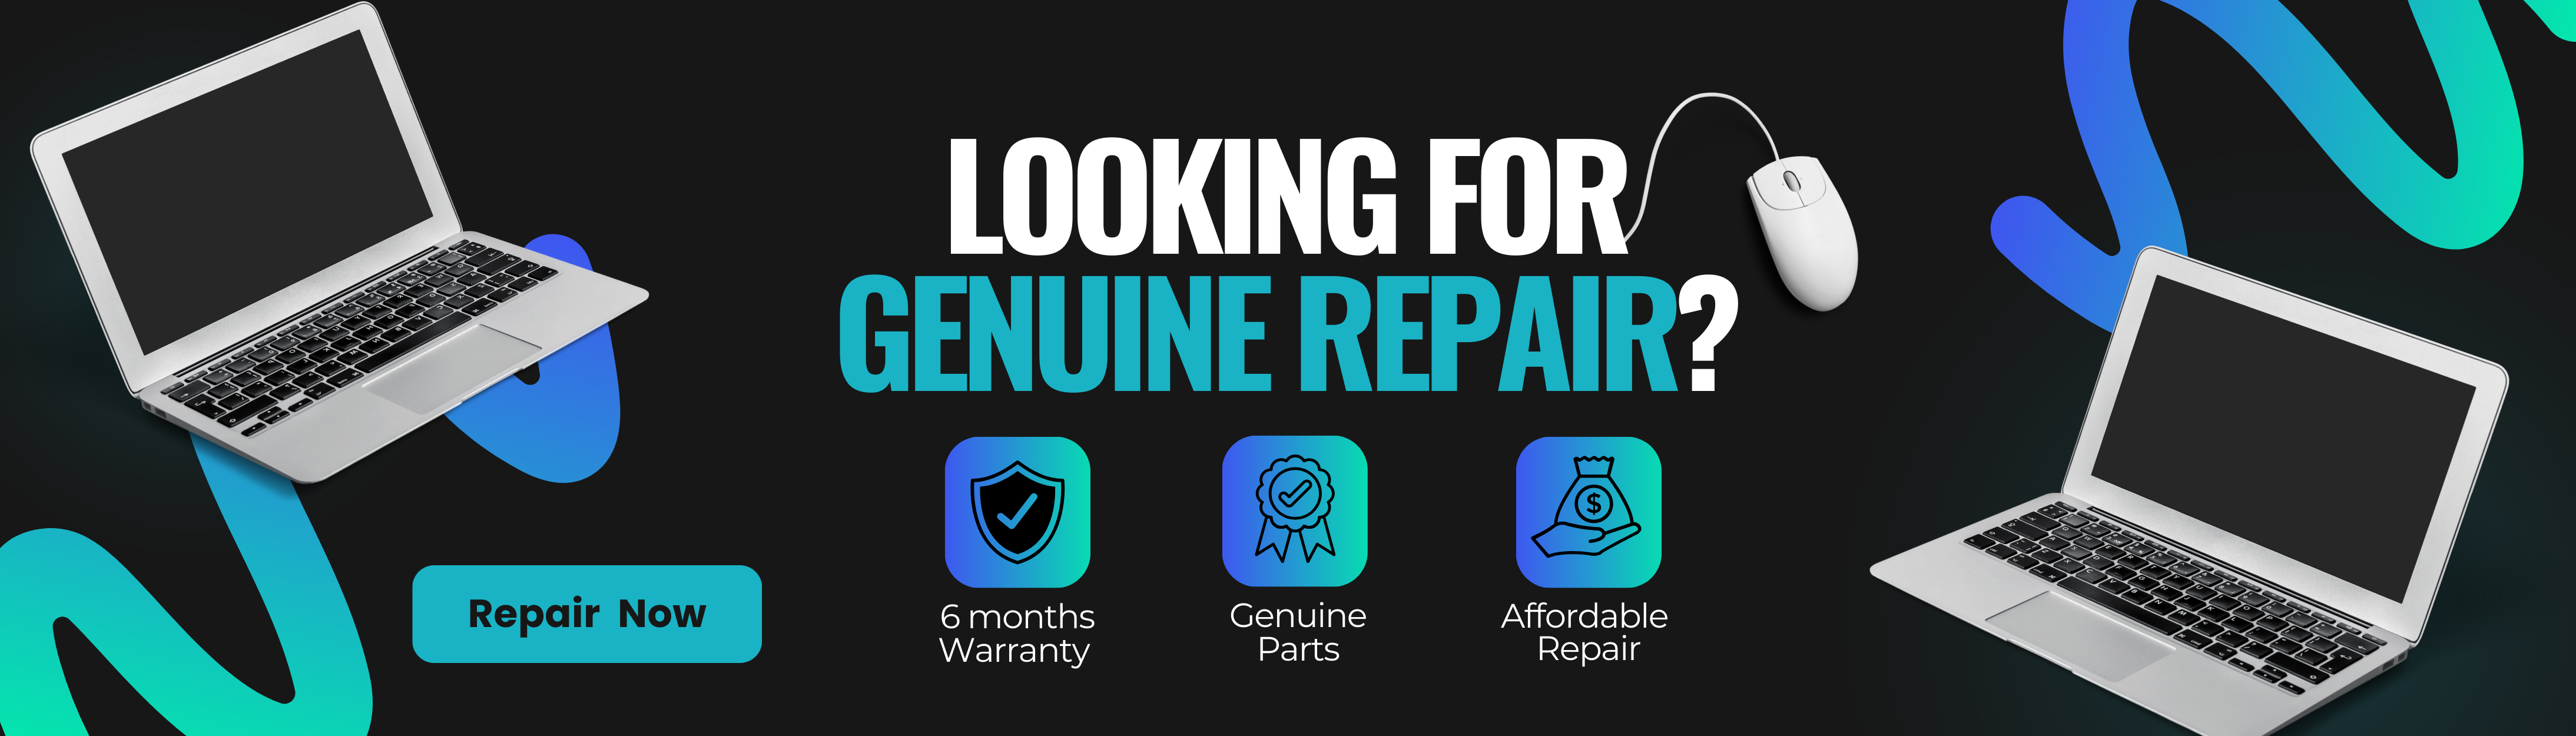 LOOKING FOR
GENUINE REPAIR?
$
6 months
Warranty
Genuine
Parts
Affordable
Repair
Repair Now